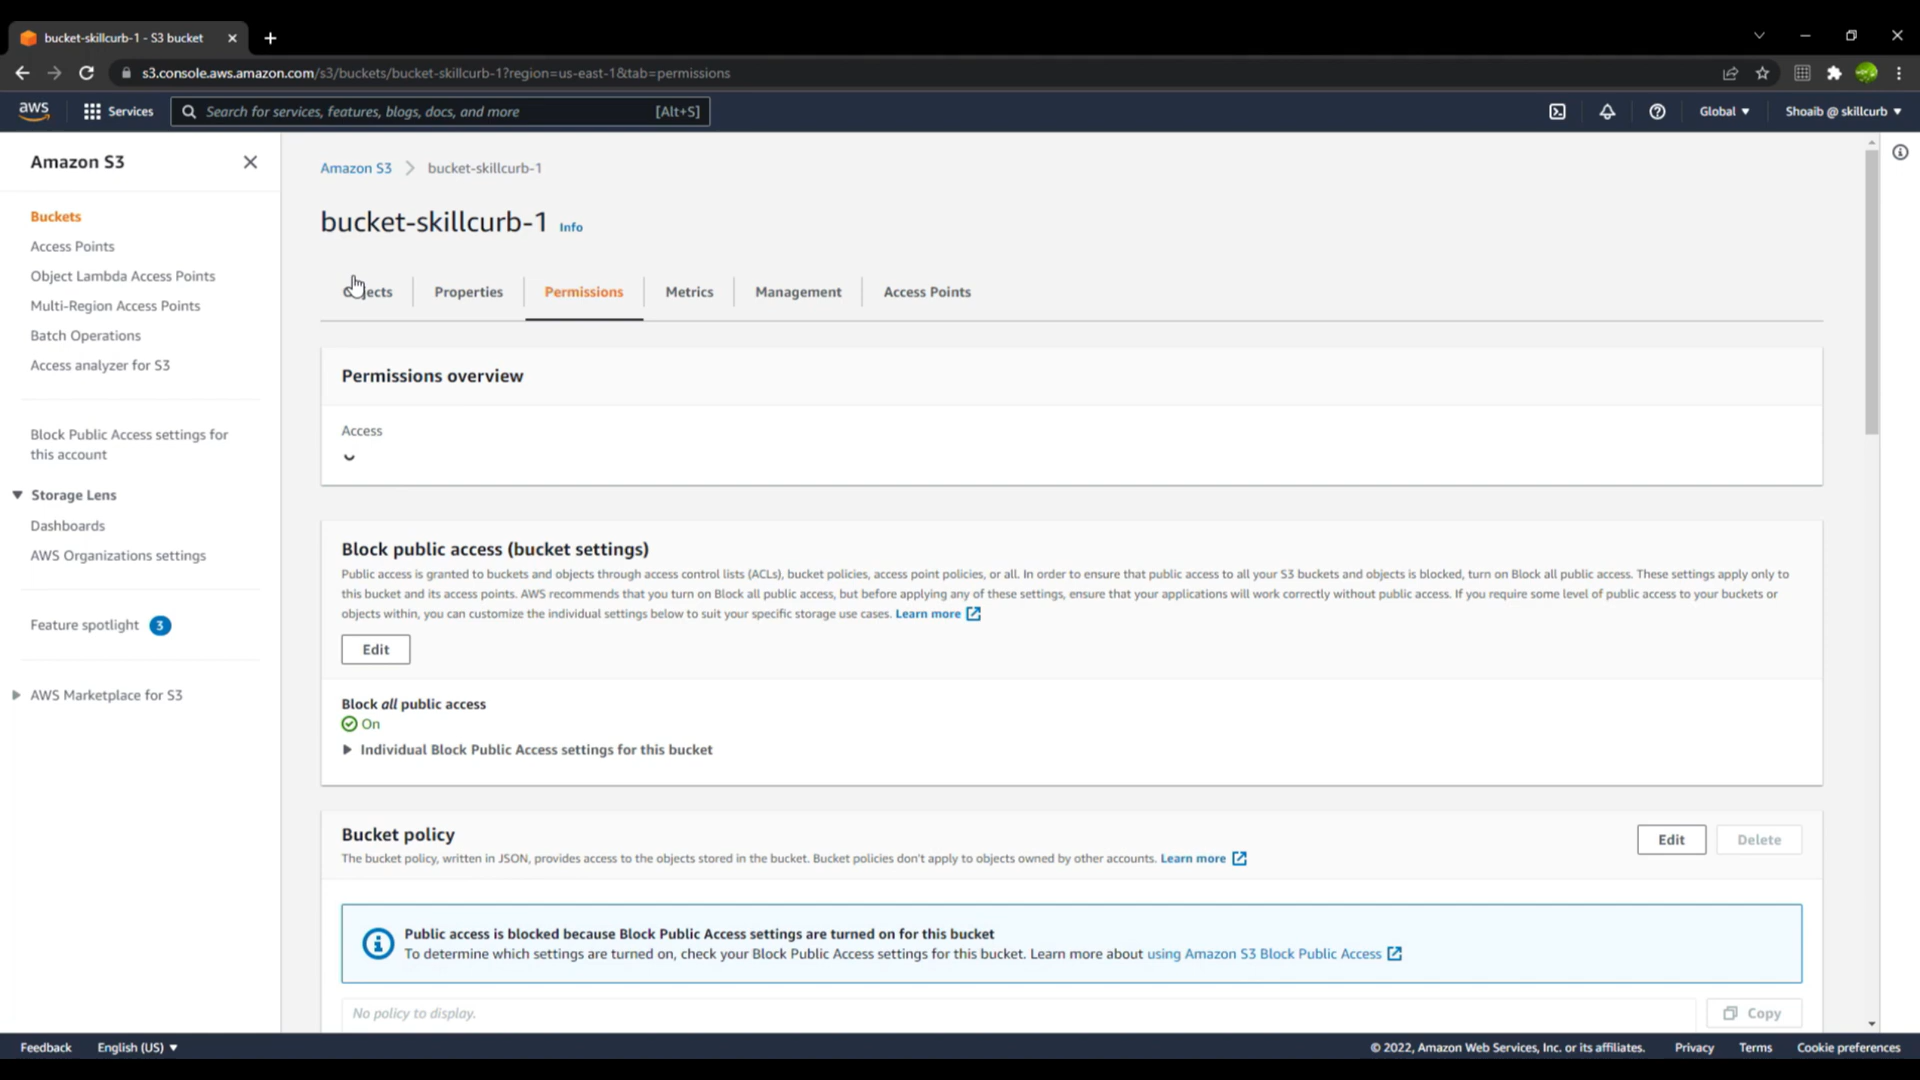 bucket-skillcurb-1 - S3 bucket
s3.console.aws.amazon.com/s3/buckets/bucket-skillcurb-1?region=us-east-1&tab=permissions
aws
Services
Search for services, features, blogs, docs, and more
[Alt+S]
Global
Shoaib @ skillcurb
Amazon S3
Buckets
Access Points
Object Lambda Access Points
Multi-Region Access Points
Batch Operations
Access analyzer for S3
Block Public Access settings for
this account
Storage Lens
Dashboards
AWS Organizations settings
Feature spotlight 3
AWS Marketplace for S3
Amazon S3
bucket-skillcurb-1
bucket-skillcurb-1 Info
Properties
Permissions
Metrics
Management
Access Points
Permissions overview
Access
Block public access (bucket settings)
Public access is granted to buckets and objects through access control lists (ACLs), bucket policies, access point policies, or all. In order to ensure that public access to all your S3 buckets and objects is blocked, turn on Block all public access. These settings apply only to
this bucket and its access points. AWS recommends that you turn on Block all public access, but before applying any of these settings, ensure that your applications will work correctly without public access. If you require some level of public access to your buckets or
objects within, you can customize the individual settings below to suit your specific storage use cases. Learn more
Edit
Block all public access
On
Individual Block Public Access settings for this bucket
Bucket policy
The bucket policy, written in JSON, provides access to the objects stored in the bucket. Bucket policies don't apply to objects owned by other accounts. Learn more
Edit
Delete
Public access is blocked because Block Public Access settings are turned on for this bucket
To determine which settings are turned on, check your Block Public Access settings for this bucket. Learn more about using Amazon S3 Block Public Access
No policy to display.
Copy
Feedback
English (US)
© 2022, Amazon Web Services, Inc. or its affiliates.
Privacy
Terms
Cookie preferences